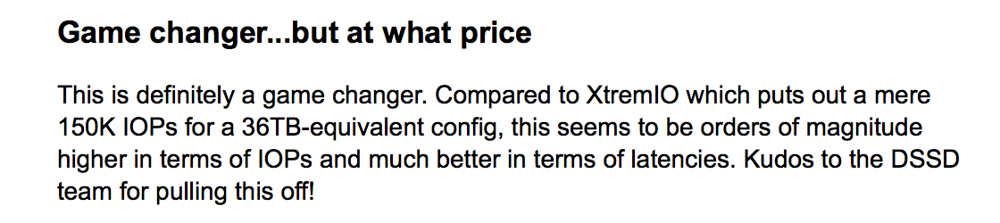 Game changer...but at what price
This is definitely a game changer. Compared to XtremIO which puts out a mere
150K IOPs for a 36TB-equivalent config, this seems to be orders of magnitude
higher in terms of IOPs and much better in terms of latencies. Kudos to the DSSD
team for pulling this off!